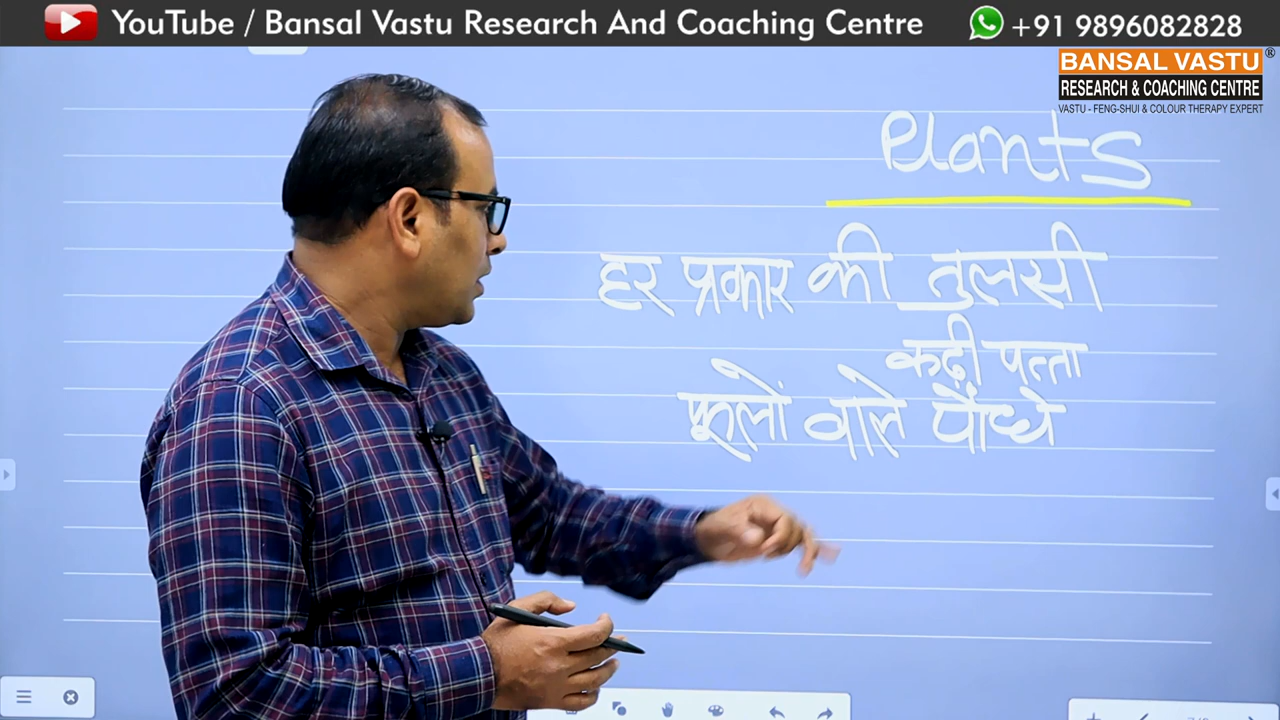 YouTube / Bansal Vastu Research And Coaching Centre +91 9896082828
BANSAL VASTU ®
RESEARCH & COACHING CENTRE
VASTU - FENG-SHUI & COLOUR THERAPY EXPERT
Plants
हर प्रकार की तुलसी
कढ़ी पत्ता
फूलों वाले पौधे